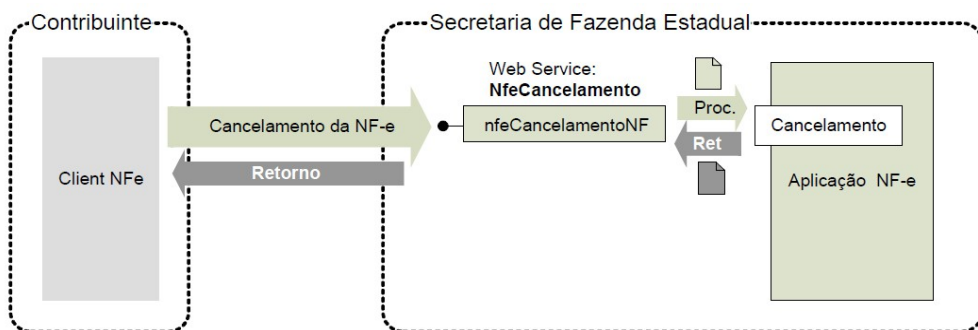 Contribuinte
Secretaria de Fazenda Estadual
Web Service:
NfeCancelamento
Client NFe
Cancelamento da NF-e
Retorno
nfeCancelamentoNF
Proc.
Ret
Cancelamento
Aplicação NF-e